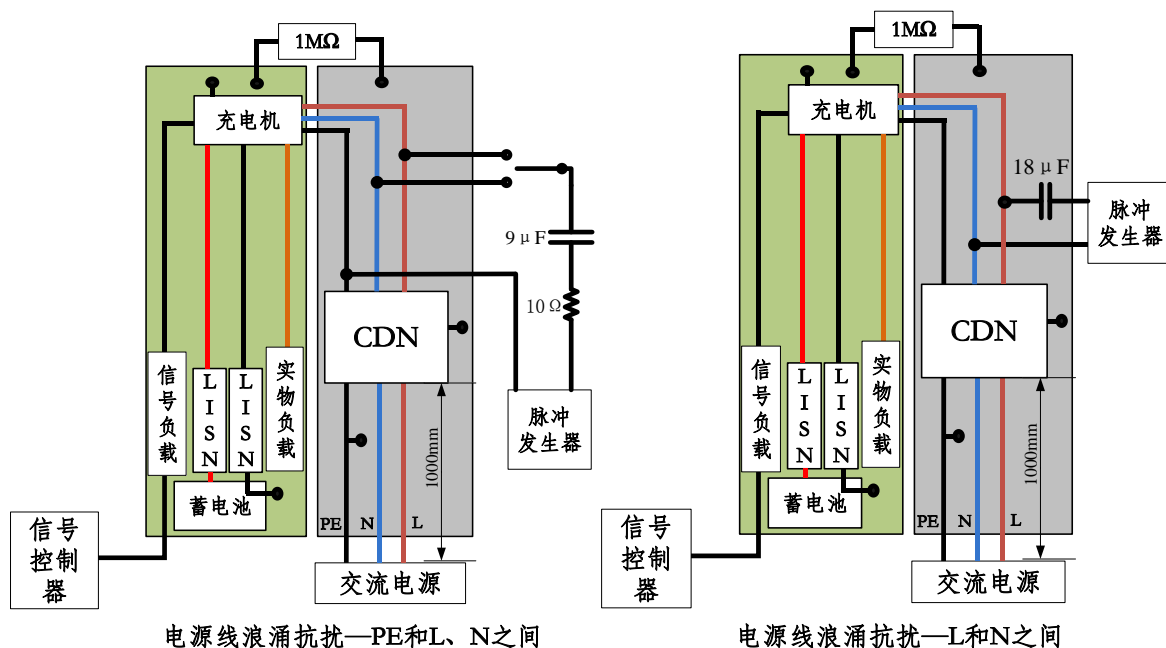 1MΩ
充电机
9μF
10Ω
CDN
信号负载
LISN
LISN
实物负载
脉冲
发生器
1000mm
蓄电池
PE
N
L
信号
控制
器
交流电源
电源线浪涌抗扰—PE和L、N之间
1MΩ
充电机
18μF
脉冲
发生器
CDN
信号负载
LISN
LISN
实物负载
1000mm
蓄电池
PE
N
L
信号
控制
器
交流电源
电源线浪涌抗扰—L和N之间